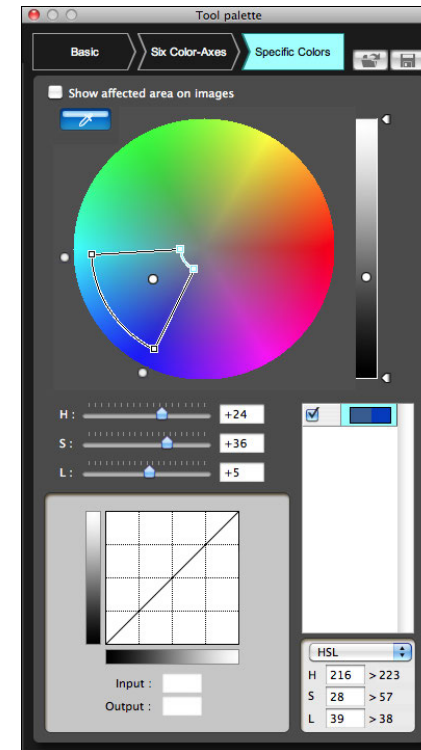 Tool palette
Basic
Six Color-Axes
Specific Colors
Show affected area on images
H : +24
S : +36
L : +5
Input :
Output :
HSL
H 216 > 223
S 28 > 57
L 39 > 38